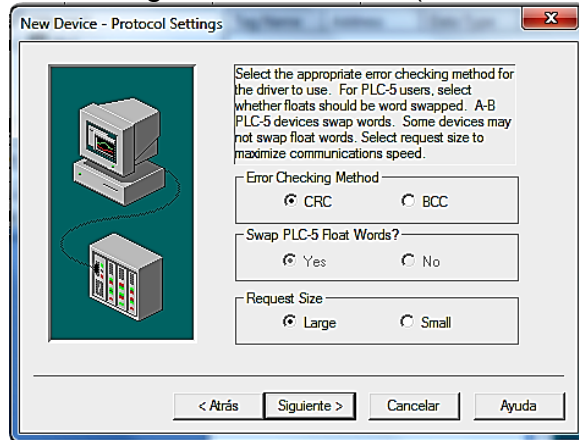 New Device - Protocol Settings
Select the appropriate error checking method for
the driver to use. For PLC-5 users, select
whether floats should be word swapped. A-B
PLC-5 devices swap words. Some devices may
not swap float words. Select request size to
maximize communications speed.
Error Checking Method
CRC BCC
Swap PLC-5 Float Words?
Yes No
Request Size
Large Small
< Atrás Siguiente > Cancelar Ayuda